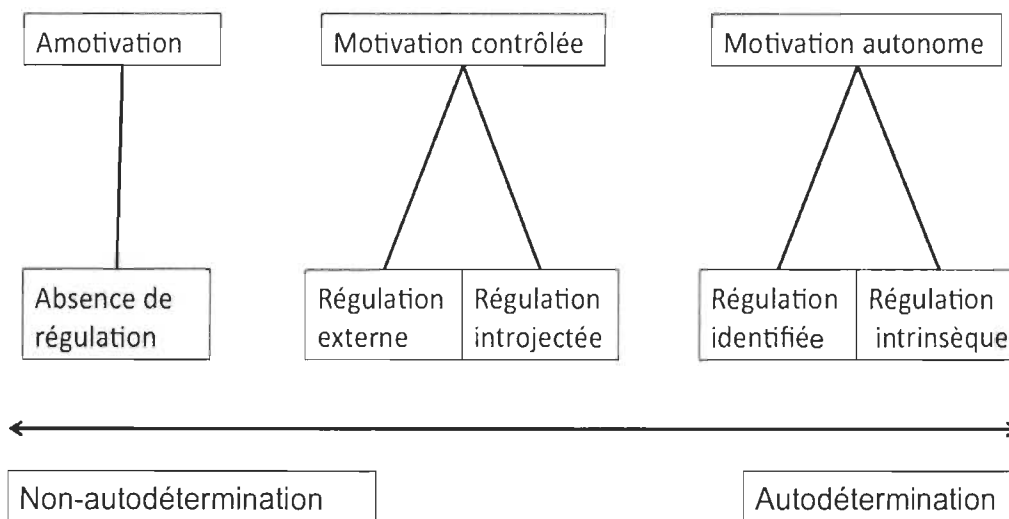 Amotivation
Motivation contrôlée
Motivation autonome
Absence de
régulation
Régulation
externe
Régulation
introjectée
Régulation
identifiée
Régulation
intrinsèque
Non-autodétermination
Autodétermination